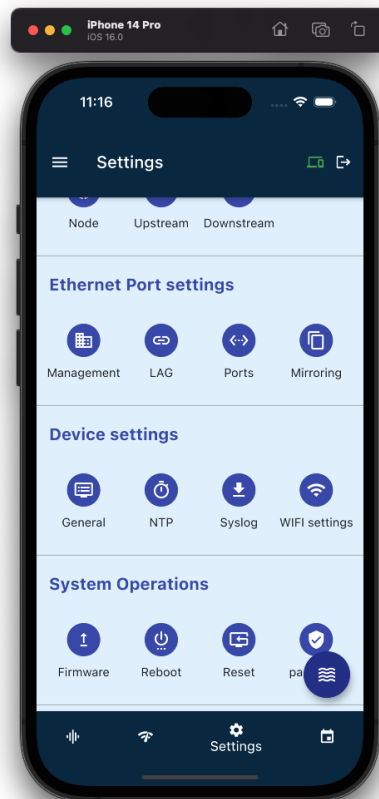 iPhone 14 Pro
iOS 16.0
11:16
Settings
Node Upstream Downstream
Ethernet Port settings
Management LAG Ports Mirroring
Device settings
General NTP Syslog WIFI settings
System Operations
Firmware Reboot Reset
Settings